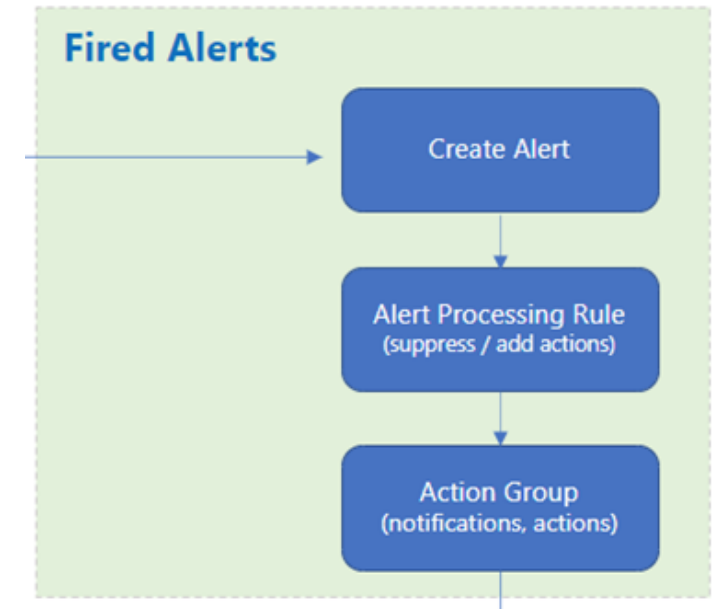 Fired Alerts
Create Alert
Alert Processing Rule
(suppress / add actions)
Action Group
(notifications, actions)